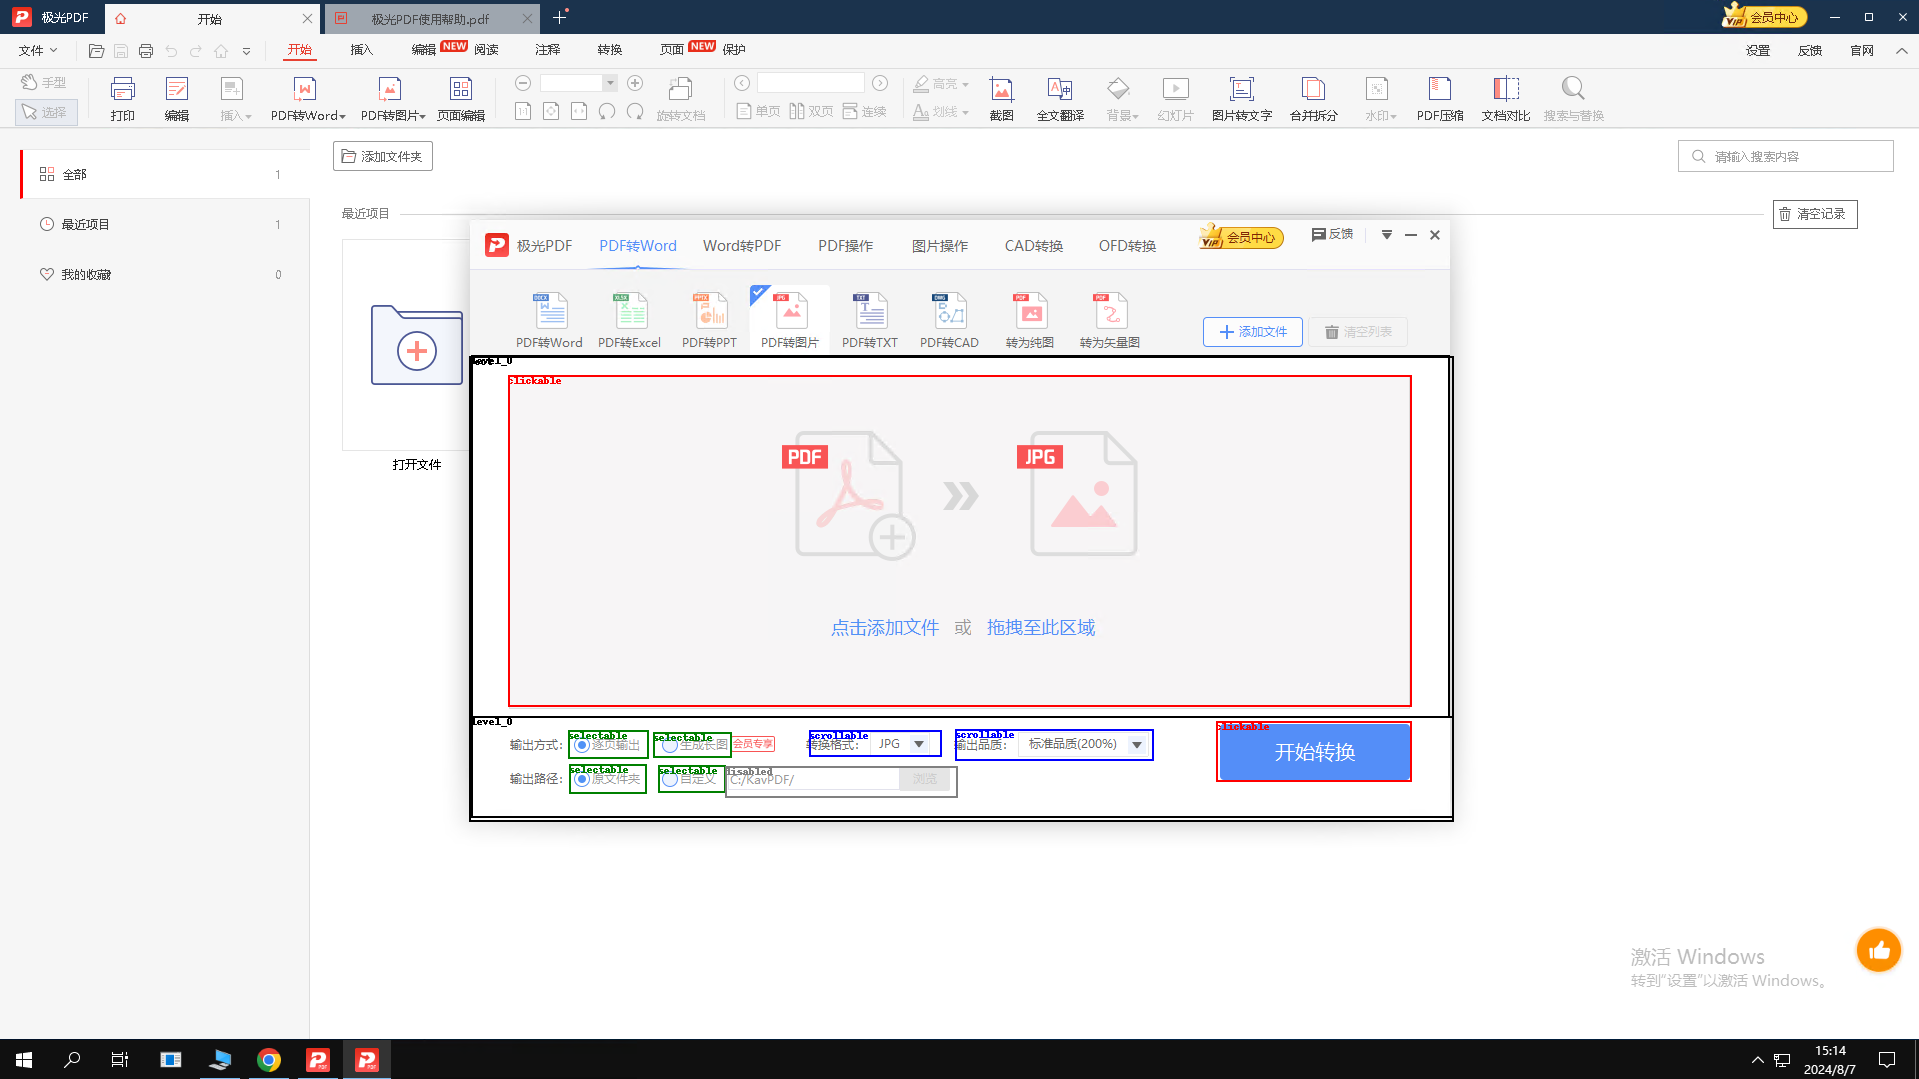 极光PDF 开始 极光PDF使用帮助.pdf 会员中心
文件 开始 插入 编辑 NEW 阅读 注释 转换 页面 NEW 保护 设置 反馈 官网
手型 选择 打印 编辑 插入 PDF转Word PDF转图片 页面编辑 1:1 旋转文档 单页 双页 连续 高亮 划线 截图 全文翻译 背景 幻灯片 图片转文字 合并拆分 水印 PDF压缩 文档对比 搜索与替换
全部 1
最近项目 1
我的收藏 0
添加文件夹
请输入搜索内容
最近项目
清空记录
打开文件
极光PDF PDF转Word Word转PDF PDF操作 图片操作 CAD转换 OFD转换 VIP 会员中心 反馈
DOCX XLSX PPTX JPG TXT DWG PDF PDF
PDF转Word PDF转Excel PDF转PPT PDF转图片 PDF转TXT PDF转CAD 转为纯图 转为矢量图
添加文件 清空列表
level_0
clickable
PDF JPG
点击添加文件 或 拖拽至此区域
level_0
输出方式: selectable 逐页输出 selectable 生成长图 会员专享 scrollable 转换格式: JPG scrollable 输出品质: 标准品质(200%) clickable 开始转换
输出路径: selectable 原文件夹 selectable 自定义 disabled C:/KavPDF/ 浏览
激活 Windows
转到“设置”以激活 Windows。
15:14
2024/8/7